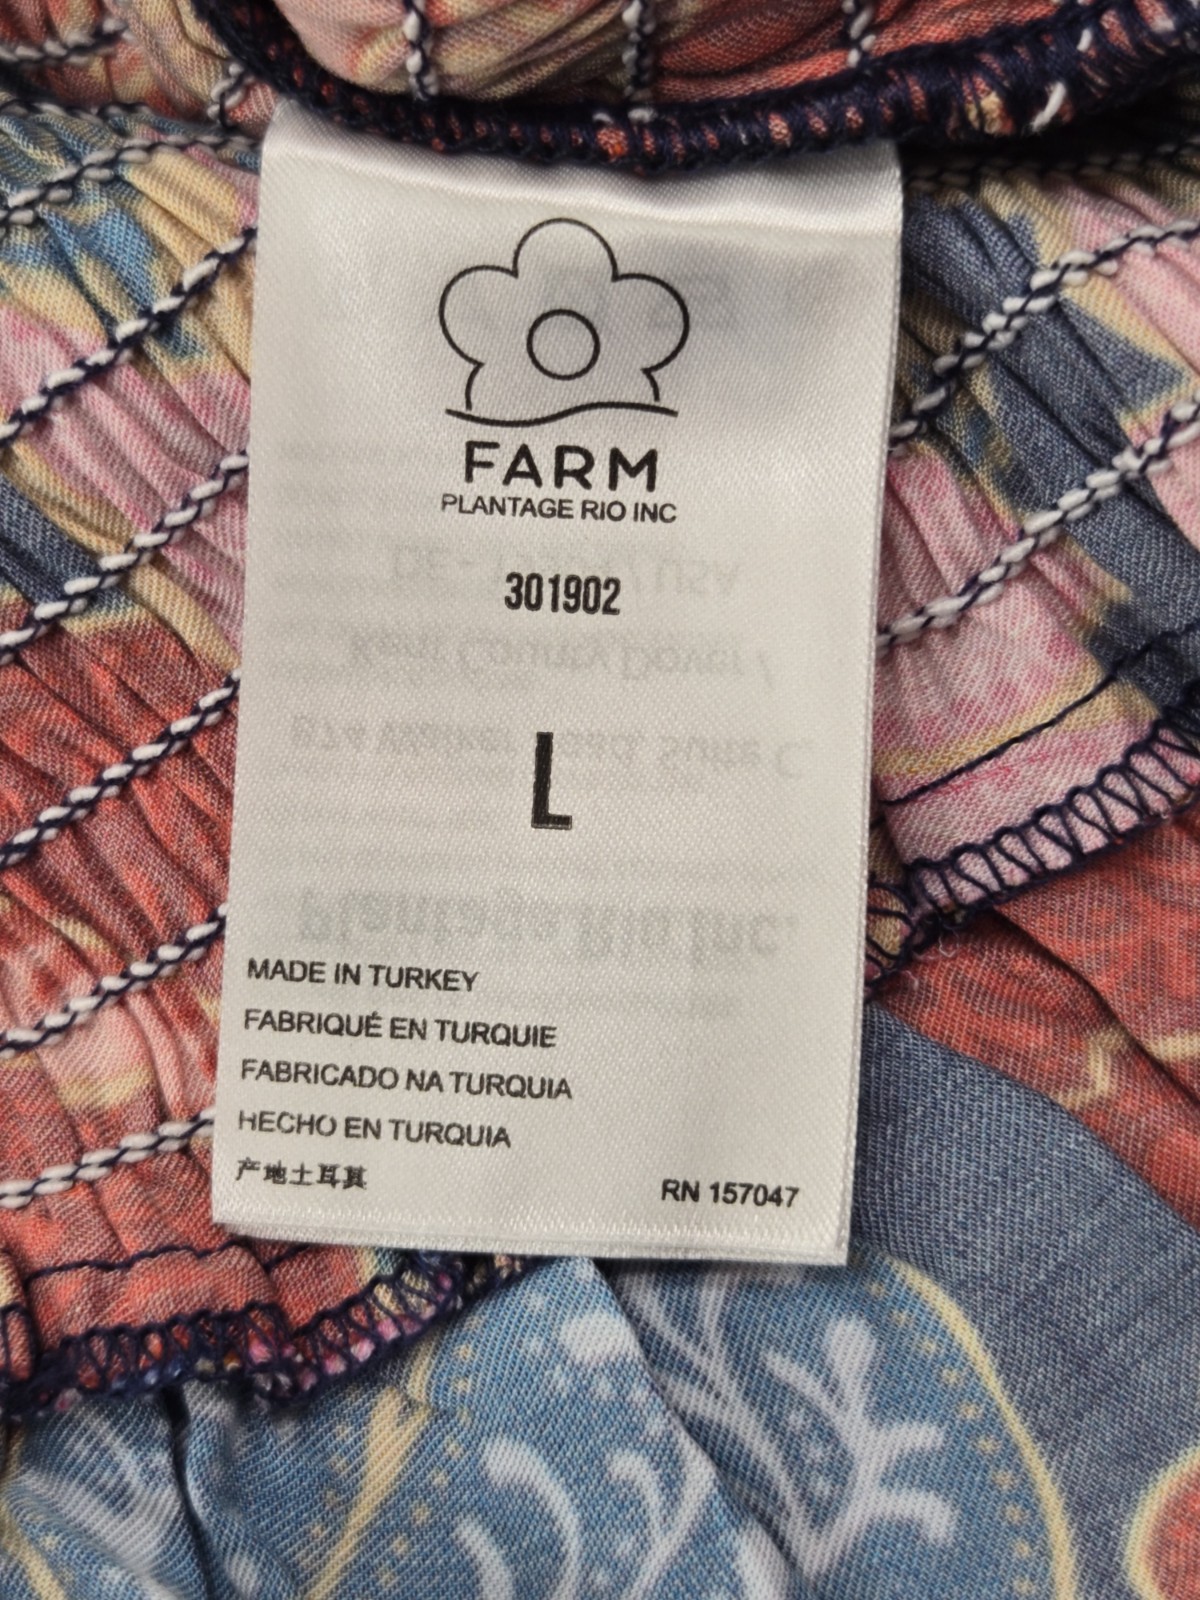 FARM
PLANTAGE RIO INC
301902
L
MADE IN TURKEY
FABRIQUÉ EN TURQUIE
FABRICADO NA TURQUIA
HECHO EN TURQUIA
产地土耳其
RN 157047